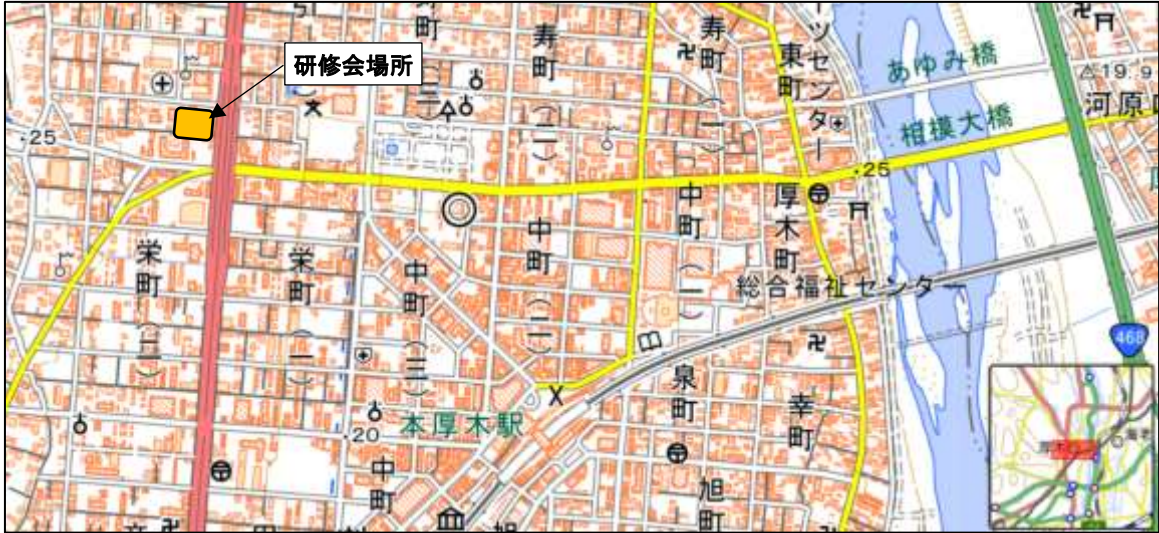 研修会場所
寿町(三)
寿町(二)
寿町(一)
東町
ーツセンター
あゆみ橋
相模大橋
19.9
河原
25
25
栄町(二)
栄町(一)
中町(三)
中町(二)
中町(一)
厚木町
総合福祉センター
468
泉町
幸町
本厚木駅
20
中町
旭町